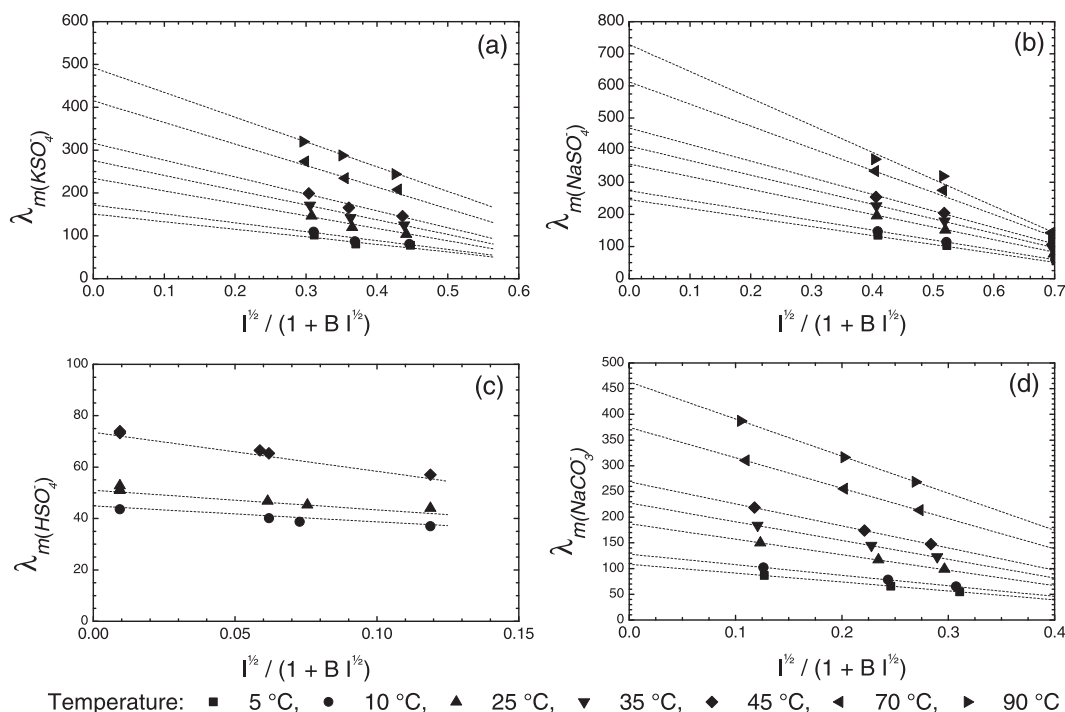 (a)
600
500
400
300
200
100
0
λm(KSO4-)
0.0 0.1 0.2 0.3 0.4 0.5 0.6
I½ / (1 + B I½)
(b)
800
700
600
500
400
300
200
100
0
λm(NaSO4-)
0.0 0.1 0.2 0.3 0.4 0.5 0.6 0.7
I½ / (1 + B I½)
(c)
100
80
60
40
20
0
λm(HSO4-)
0.00 0.05 0.10 0.15
I½ / (1 + B I½)
(d)
500
450
400
350
300
250
200
150
100
50
0
λm(NaCO3-)
0.0 0.1 0.2 0.3 0.4
I½ / (1 + B I½)
Temperature: ■ 5 °C, ● 10 °C, ▲ 25 °C, ▼ 35 °C, ◆ 45 °C, ◀ 70 °C, ▶ 90 °C